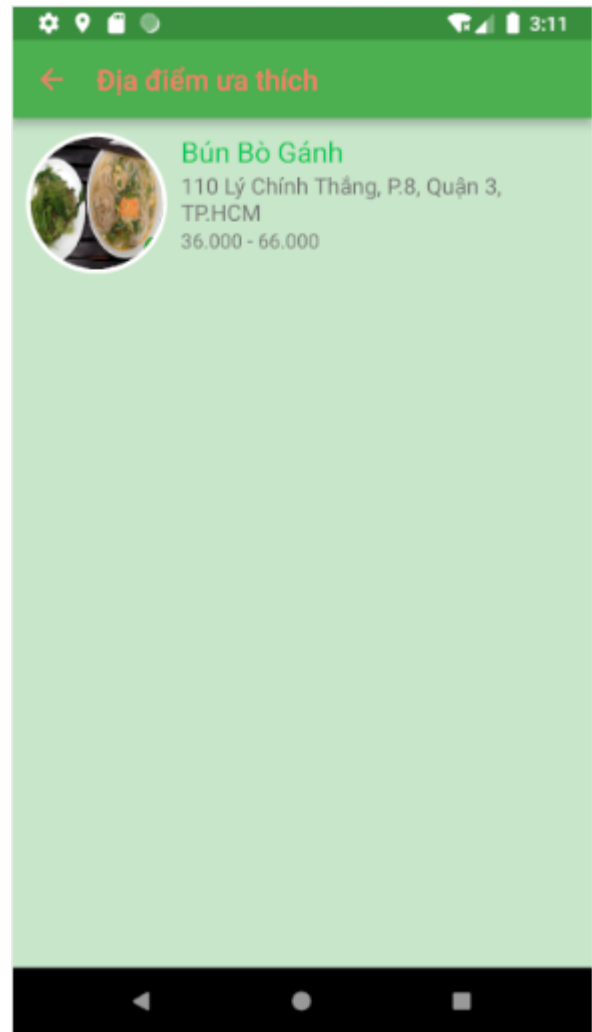 3:11
Địa điểm ưa thích
Bún Bò Gánh
110 Lý Chính Thắng, P.8, Quận 3,
TP.HCM
36.000 - 66.000